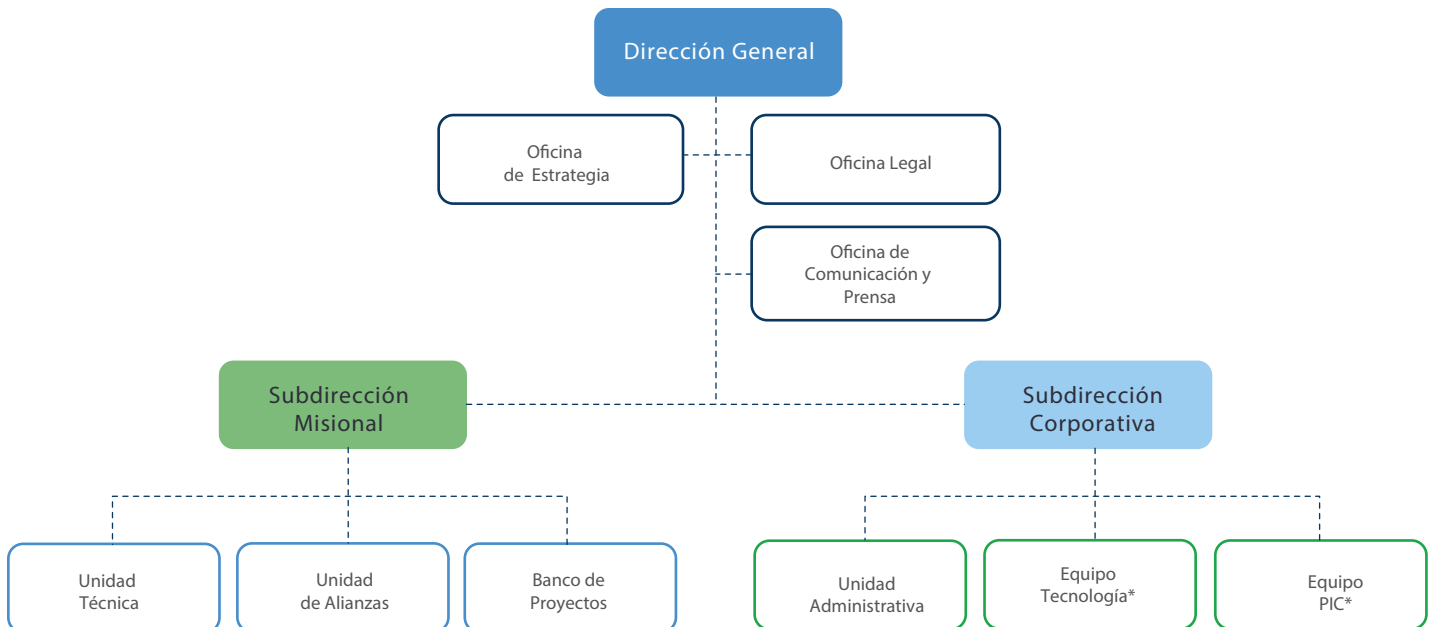 Dirección General
Oficina
de Estrategia
Oficina Legal
Oficina de
Comunicación y
Prensa
Subdirección
Misional
Subdirección
Corporativa
Unidad
Técnica
Unidad
de Alianzas
Banco de
Proyectos
Unidad
Administrativa
Equipo
Tecnología*
Equipo
PIC*